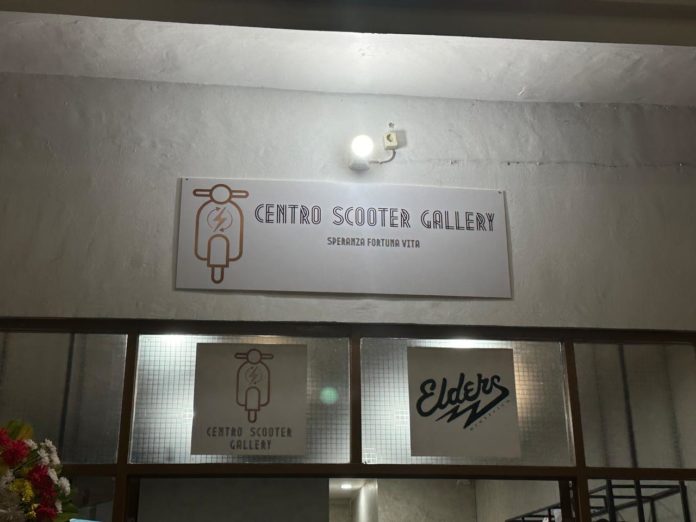 CENTRO SCOOTER GALLERY
SPERANZA FORTUNA VITA
CENTRO SCOOTER
GALLERY
Elders